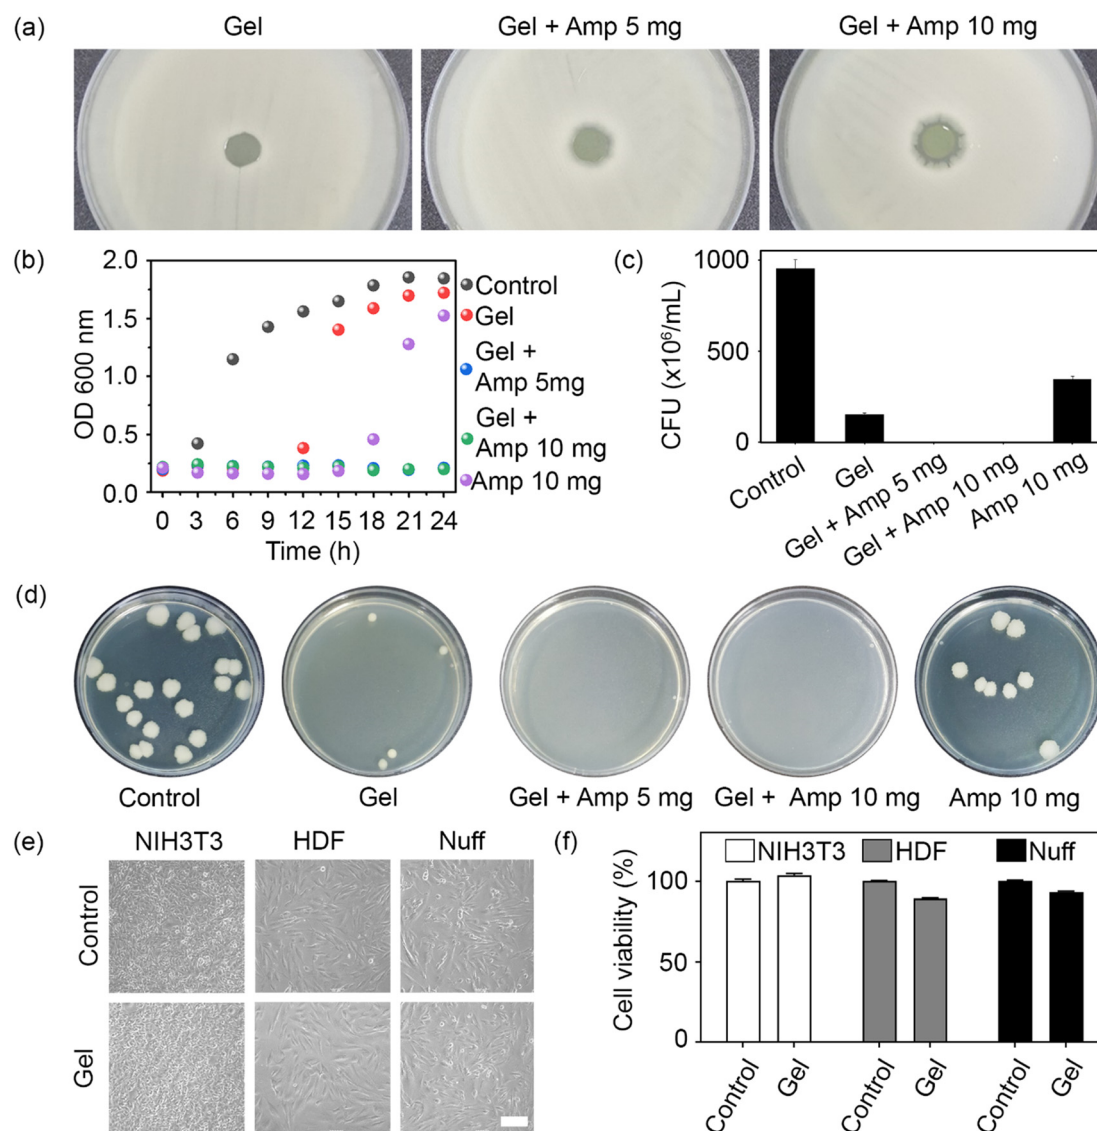 (a)
Gel
Gel + Amp 5 mg
Gel + Amp 10 mg
(b)
OD 600 nm
2.0
1.5
1.0
0.5
0.0
0 3 6 9 12 15 18 21 24
Time (h)
Control
Gel
Gel +
Amp 5mg
Gel +
Amp 10 mg
Amp 10 mg
(c)
CFU (x10⁶/mL)
1000
500
0
Control
Gel
Gel + Amp 5 mg
Gel + Amp 10 mg
Amp 10 mg
(d)
Control
Gel
Gel + Amp 5 mg
Gel + Amp 10 mg
Amp 10 mg
(e)
NIH3T3
HDF
Nuff
Control
Gel
(f)
Cell viability (%)
100
50
0
NIH3T3
HDF
Nuff
Control
Gel
Control
Gel
Control
Gel